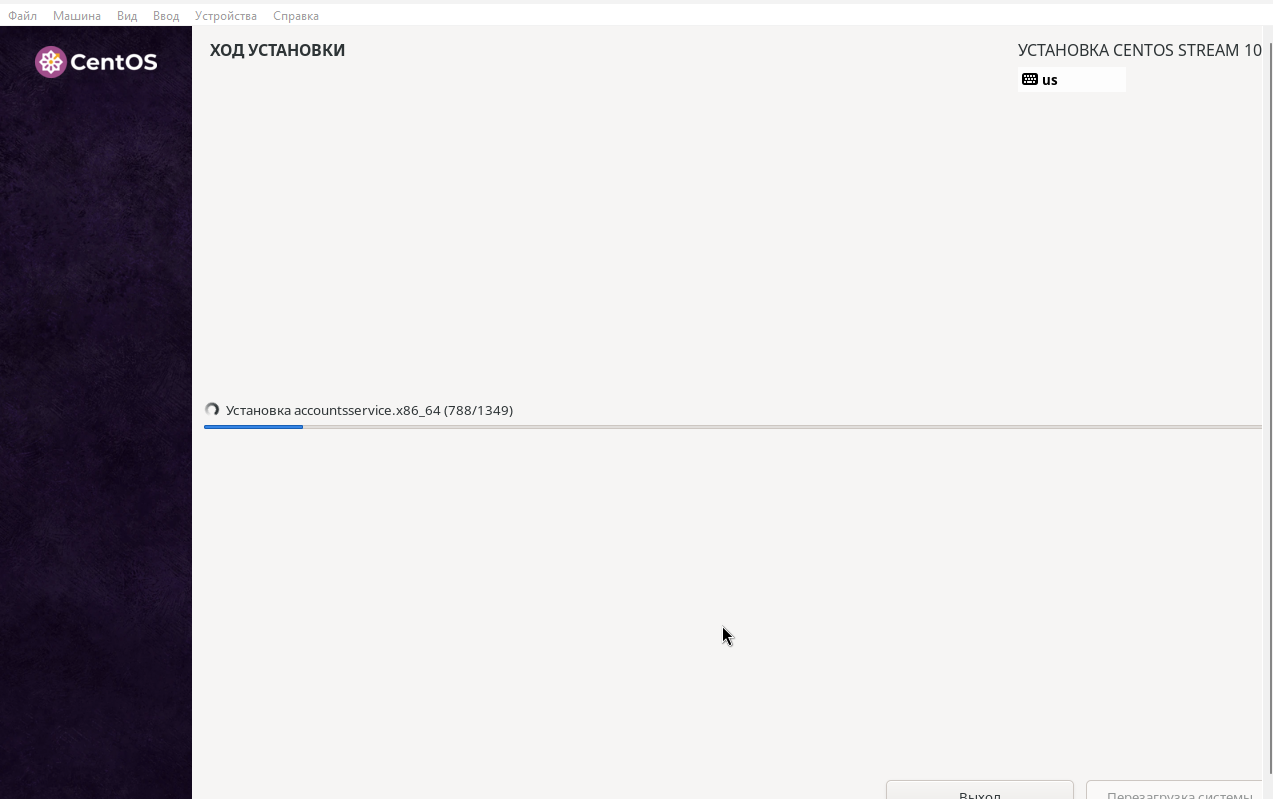 Файл Машина Вид Ввод Устройства Справка
CentOS
ХОД УСТАНОВКИ
УСТАНОВКА CENTOS STREAM 10
us
Установка accountsservice.x86_64 (788/1349)
Выход
Перезагрузка системы